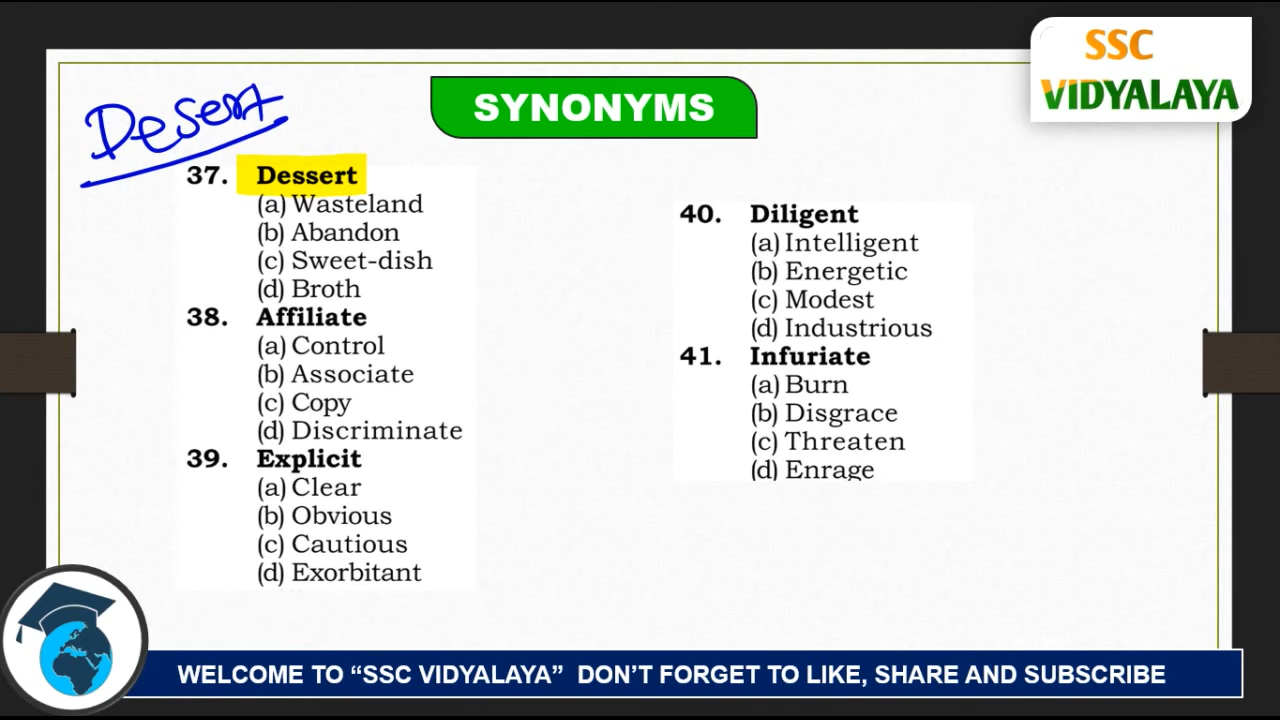 SSC
VIDYALAYA
SYNONYMS
Desert
37. Dessert
(a) Wasteland
(b) Abandon
(c) Sweet-dish
(d) Broth
38. Affiliate
(a) Control
(b) Associate
(c) Copy
(d) Discriminate
39. Explicit
(a) Clear
(b) Obvious
(c) Cautious
(d) Exorbitant
40. Diligent
(a) Intelligent
(b) Energetic
(c) Modest
(d) Industrious
41. Infuriate
(a) Burn
(b) Disgrace
(c) Threaten
(d) Enrage
WELCOME TO “SSC VIDYALAYA” DON’T FORGET TO LIKE, SHARE AND SUBSCRIBE